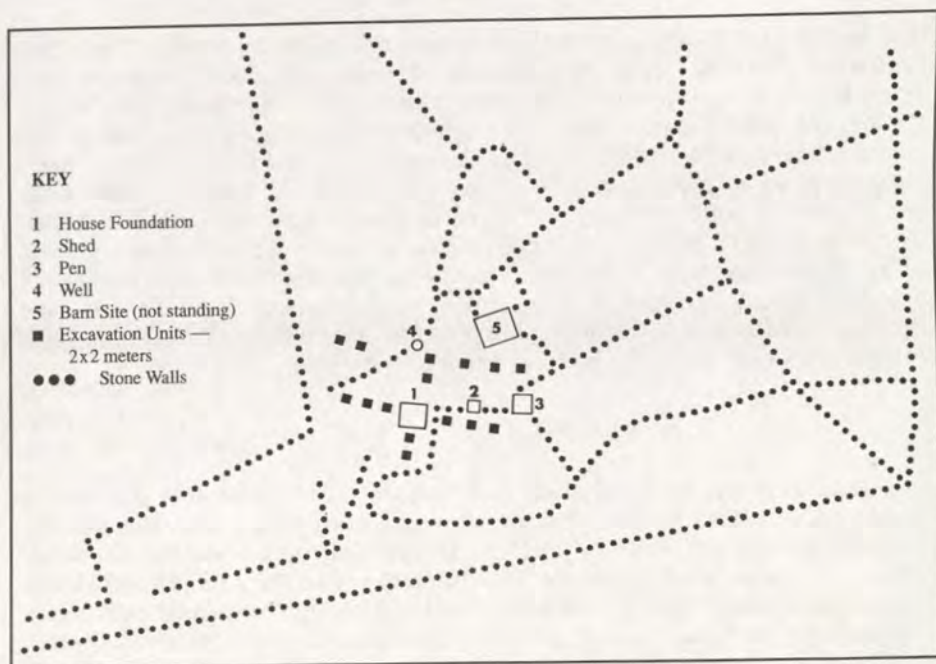 KEY
1 House Foundation
2 Shed
3 Pen
4 Well
5 Barn Site (not standing)
■ Excavation Units —
2x2 meters
●●● Stone Walls
4
5
1
2
3